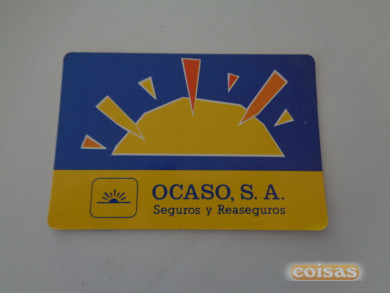 OCASO, S. A.
Seguros y Reaseguros
coisas